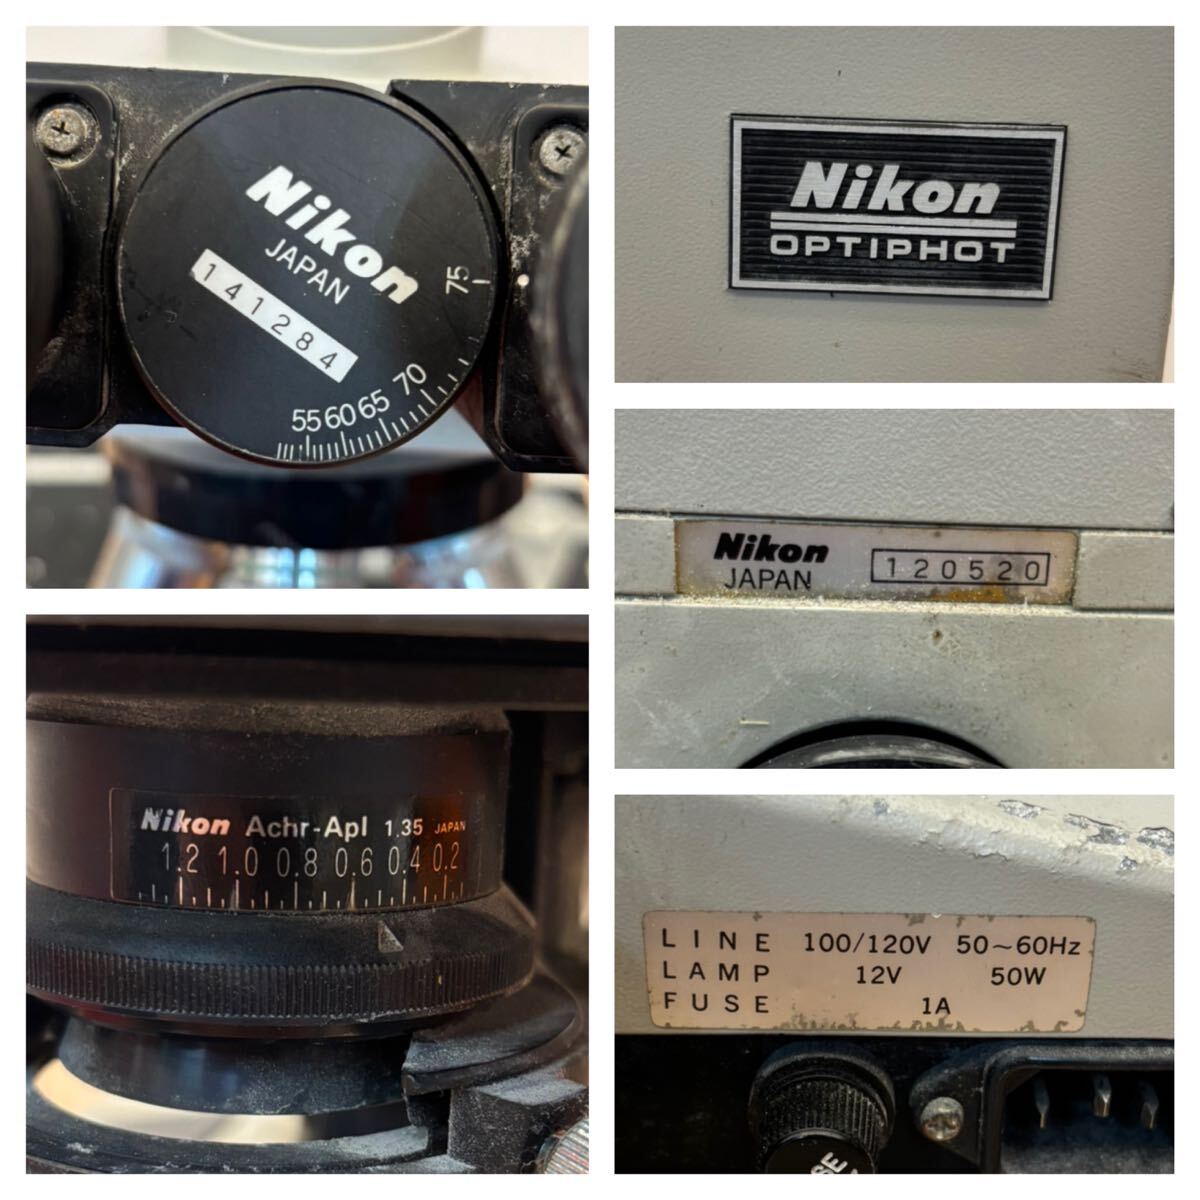 Nikon
JAPAN
141284
55 60 65 70 75
Nikon
OPTIPHOT
Nikon
JAPAN
120520
Nikon Achr-Apl 1.35 JAPAN
1.2 1.0 0.8 0.6 0.4 0.2
LINE 100/120V 50~60Hz
LAMP 12V 50W
FUSE 1A